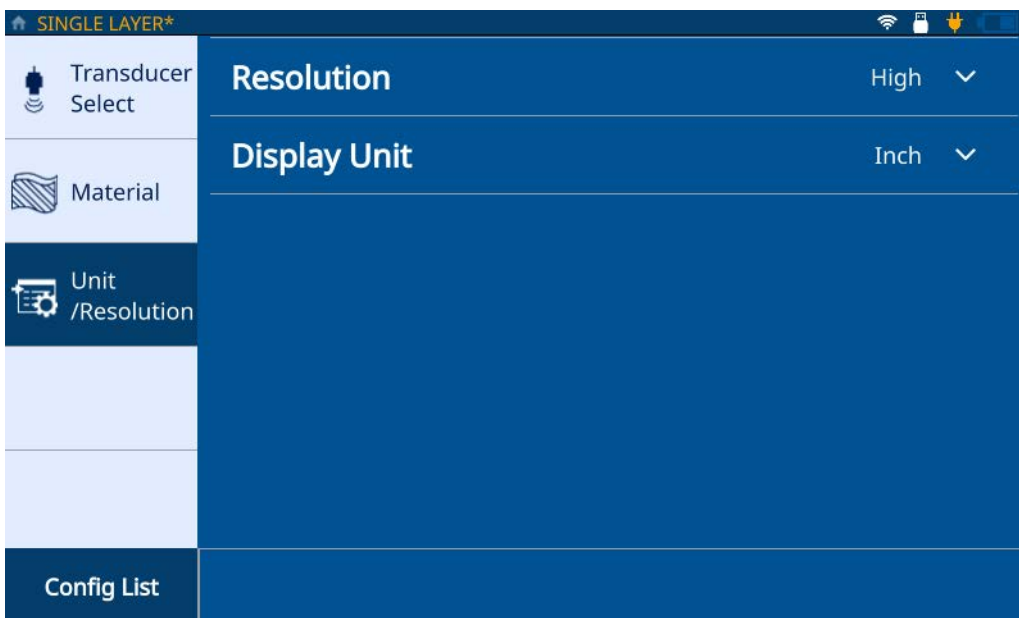 SINGLE LAYER*
Transducer
Select
Resolution
High
Display Unit
Inch
Material
Unit
/Resolution
Config List